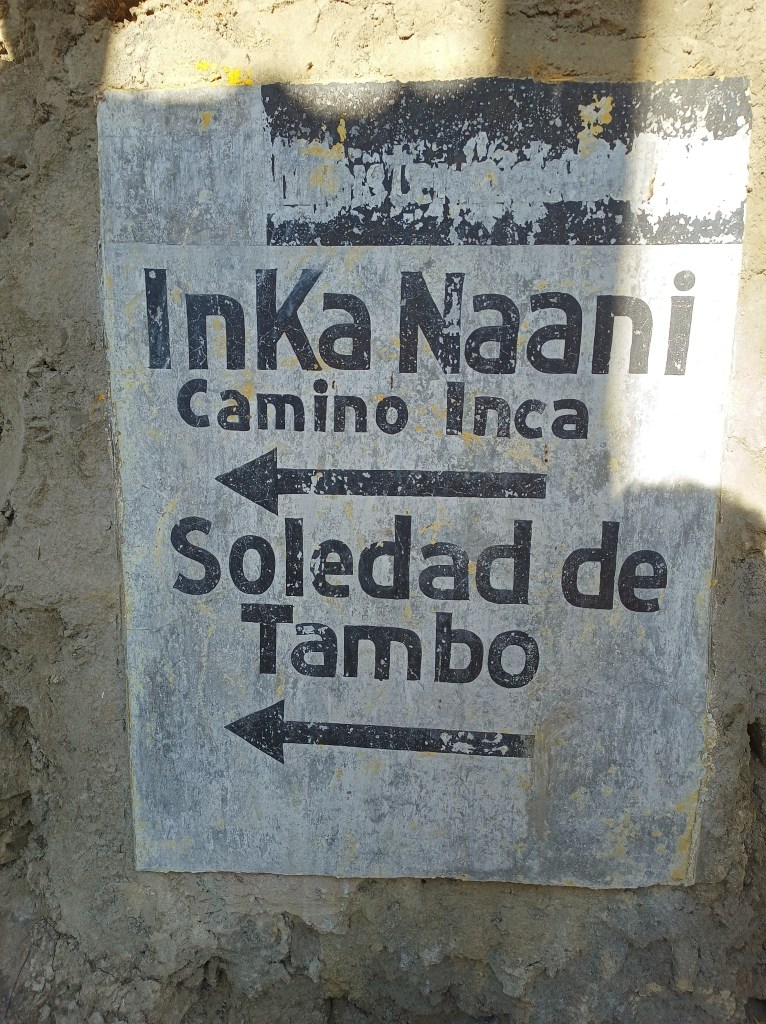 InKa Naani
Camino Inca
Soledad de
Tambo